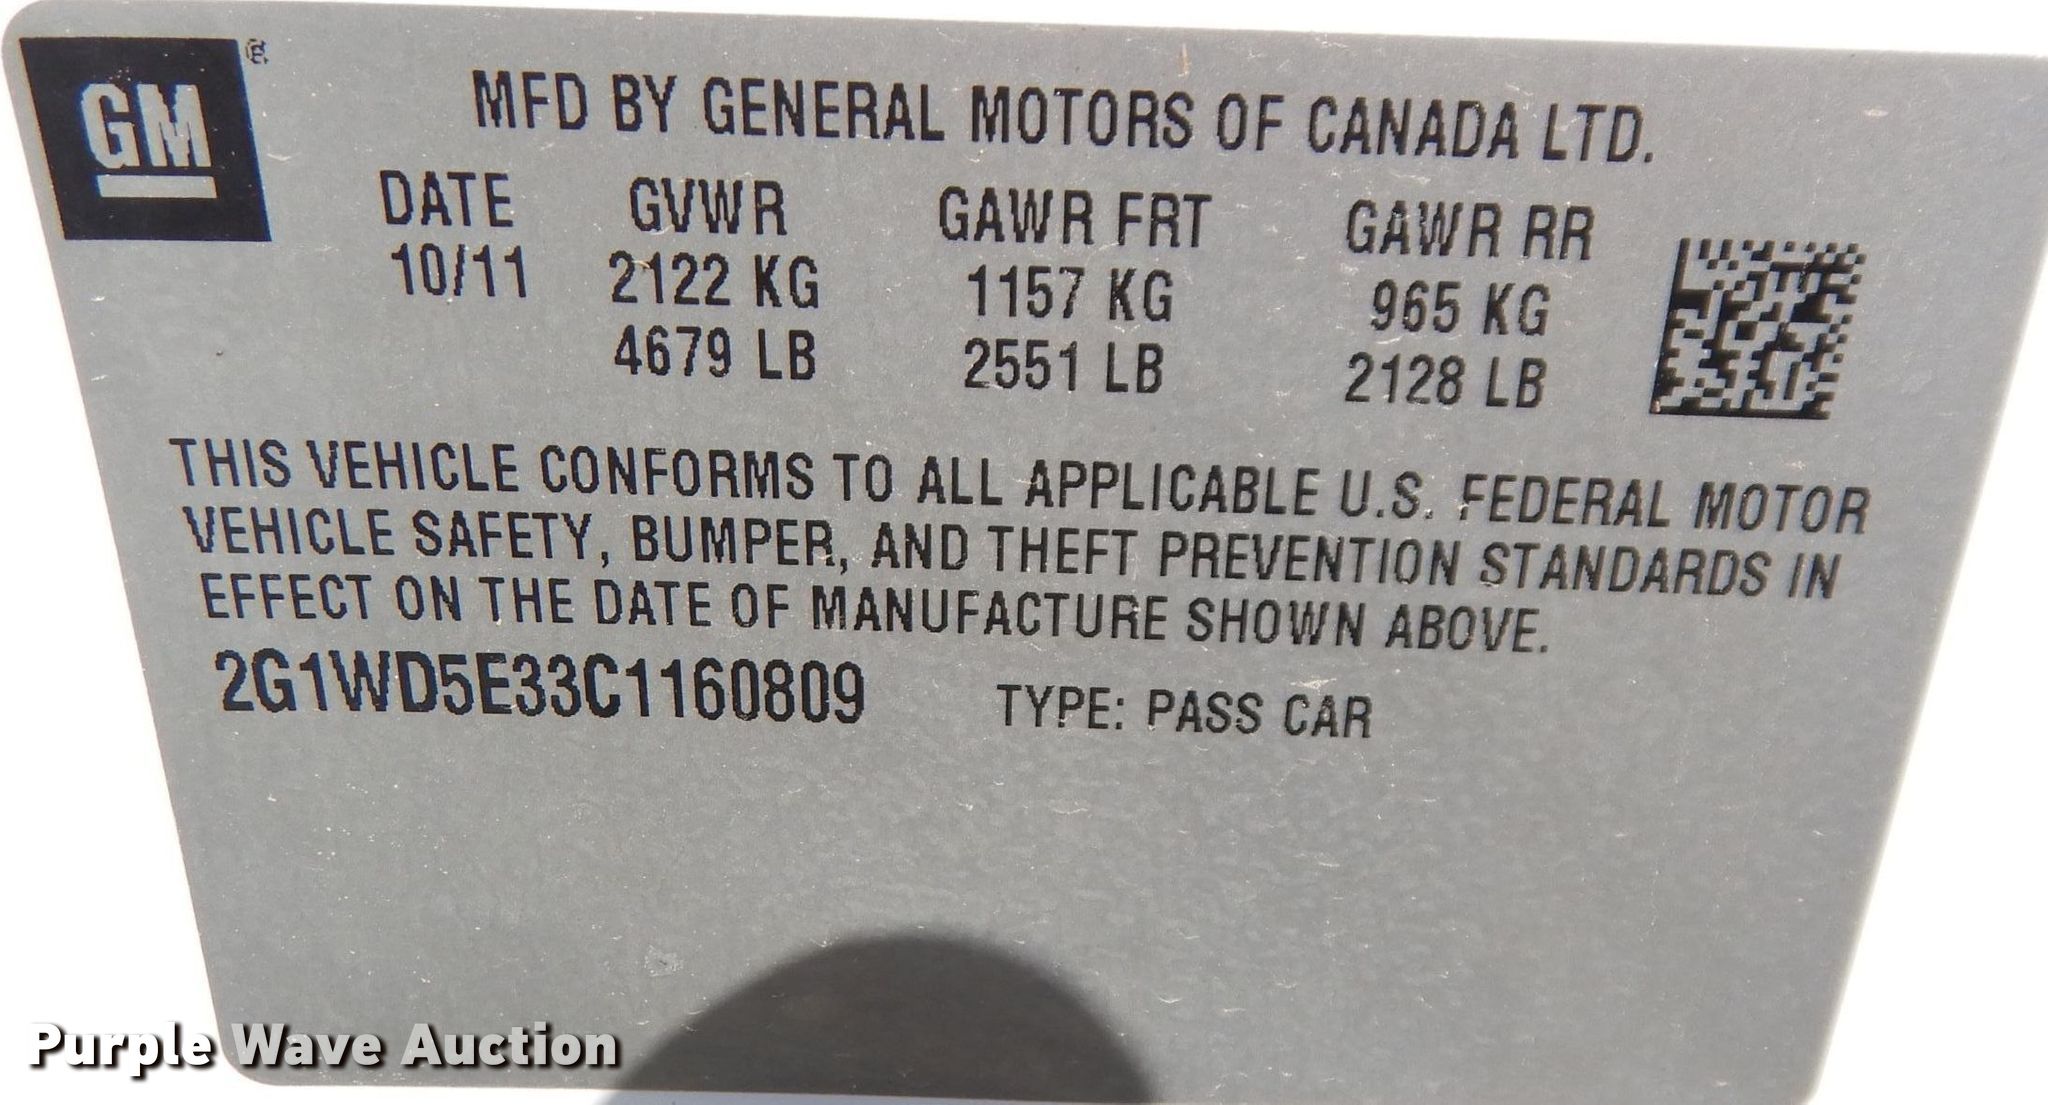 GM®
MFD BY GENERAL MOTORS OF CANADA LTD.
DATE GVWR GAWR FRT GAWR RR
10/11 2122 KG 1157 KG 965 KG
4679 LB 2551 LB 2128 LB
THIS VEHICLE CONFORMS TO ALL APPLICABLE U.S. FEDERAL MOTOR
VEHICLE SAFETY, BUMPER, AND THEFT PREVENTION STANDARDS IN
EFFECT ON THE DATE OF MANUFACTURE SHOWN ABOVE.
2G1WD5E33C1160809 TYPE: PASS CAR
Purple Wave Auction